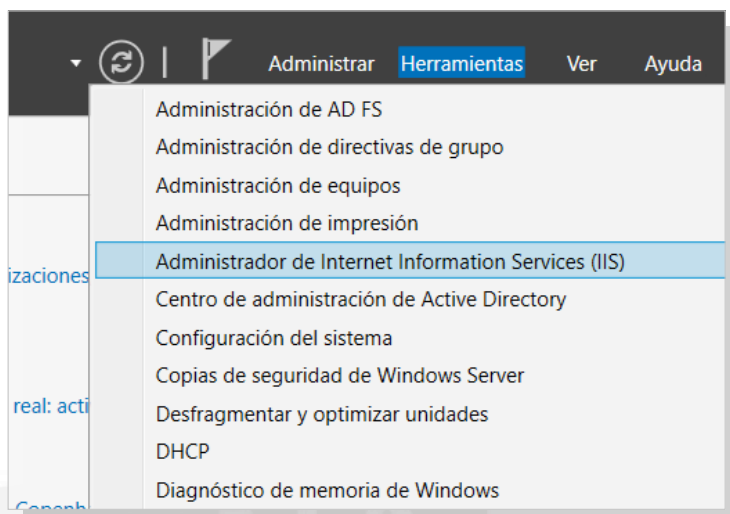 Administrar Herramientas Ver Ayuda
Administración de AD FS
Administración de directivas de grupo
Administración de equipos
Administración de impresión
Administrador de Internet Information Services (IIS)
izaciones
Centro de administración de Active Directory
Configuración del sistema
Copias de seguridad de Windows Server
real: acti
Desfragmentar y optimizar unidades
DHCP
Diagnóstico de memoria de Windows